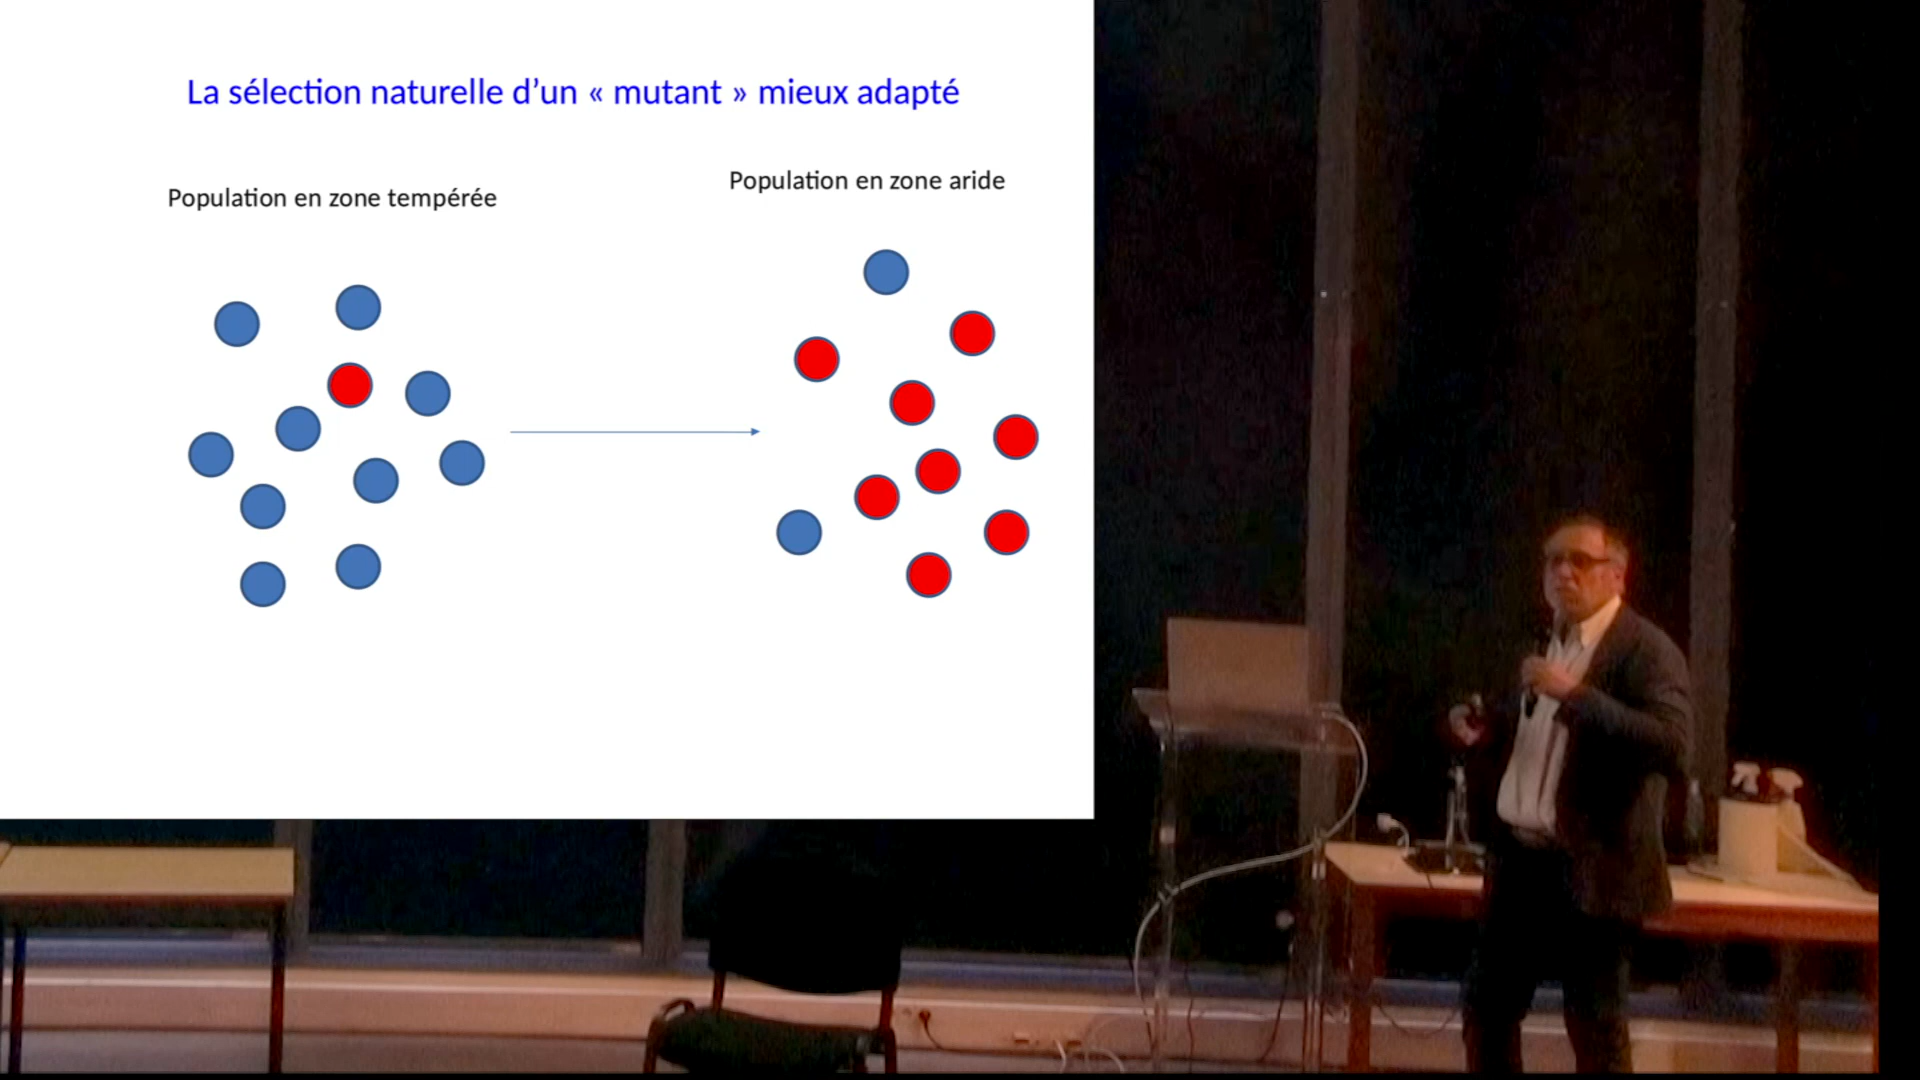 La sélection naturelle d’un « mutant » mieux adapté
Population en zone tempérée
Population en zone aride